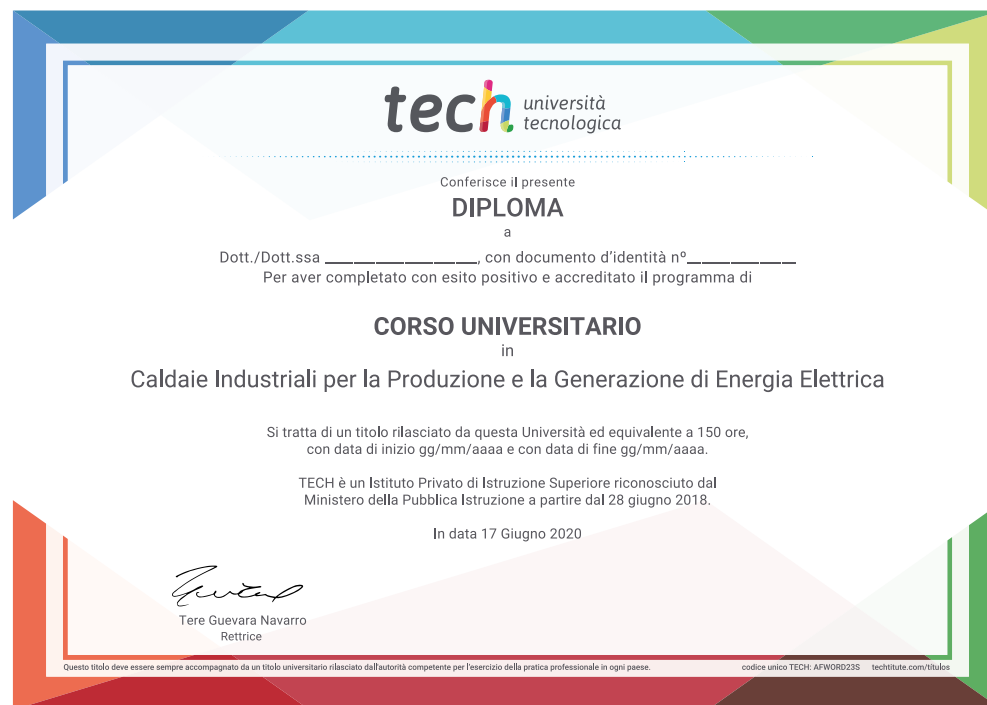 tech università
tecnologica
Conferisce il presente
DIPLOMA
a
Dott./Dott.ssa ________________, con documento d'identità nº____________
Per aver completato con esito positivo e accreditato il programma di
CORSO UNIVERSITARIO
in
Caldaie Industriali per la Produzione e la Generazione di Energia Elettrica
Si tratta di un titolo rilasciato da questa Università ed equivalente a 150 ore,
con data di inizio gg/mm/aaaa e con data di fine gg/mm/aaaa.
TECH è un Istituto Privato di Istruzione Superiore riconosciuto dal
Ministero della Pubblica Istruzione a partire dal 28 giugno 2018.
In data 17 Giugno 2020
Tere Guevara Navarro
Rettrice
Questo titolo deve essere sempre accompagnato da un titolo universitario rilasciato dall'autorità competente per l'esercizio della pratica professionale in ogni paese.
codice unico TECH: AFWORD23S techtitute.com/titulos